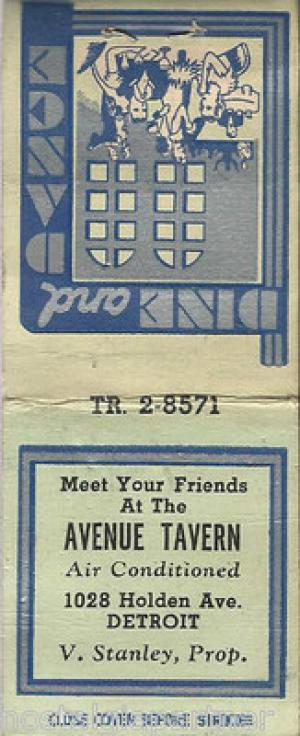 DINE and
DANCE
TR. 2-8571
Meet Your Friends
At The
AVENUE TAVERN
Air Conditioned
1028 Holden Ave.
DETROIT
V. Stanley, Prop.
CLOSE COVER BEFORE STRIKING